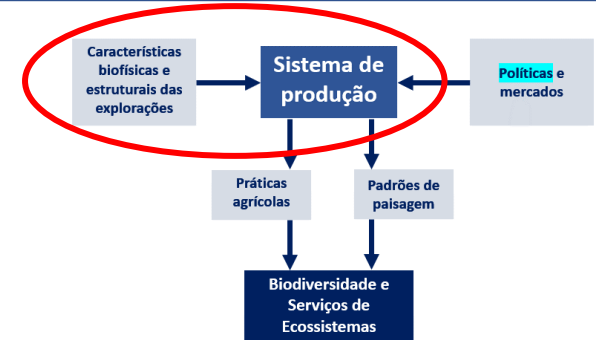 Características
biofísicas e
estruturais das
explorações
Sistema de
produção
Políticas e
mercados
Práticas
agrícolas
Padrões de
paisagem
Biodiversidade e
Serviços de
Ecossistemas